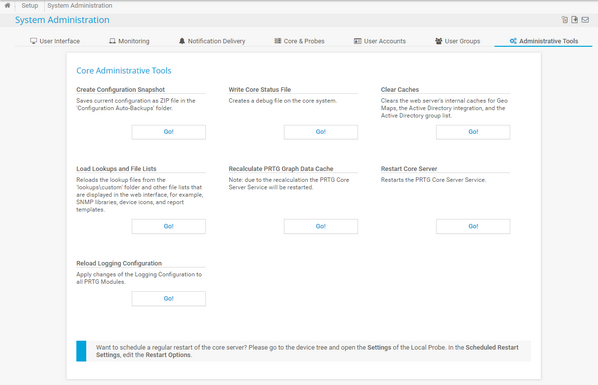 Setup System Administration
System Administration
User Interface Monitoring Notification Delivery Core & Probes User Accounts User Groups Administrative Tools
Core Administrative Tools
Create Configuration Snapshot
Saves current configuration as ZIP file in the
'Configuration Auto-Backups' folder.
Go!
Write Core Status File
Creates a debug file on the core system.
Go!
Clear Caches
Clears the web server's internal caches for Geo
Maps, the Active Directory integration, and the
Active Directory group list.
Go!
Load Lookups and File Lists
Reloads the lookup files from the
'lookups\custom' folder and other file lists that
are displayed in the web interface, for example,
SNMP libraries, device icons, and report
templates.
Go!
Recalculate PRTG Graph Data Cache
Note: due to the recalculation the PRTG Core
Server Service will be restarted.
Go!
Restart Core Server
Restarts the PRTG Core Server Service.
Go!
Reload Logging Configuration
Apply changes of the Logging Configuration to
all PRTG Modules.
Go!
Want to schedule a regular restart of the core server? Please go to the device tree and open the Settings of the Local Probe. In the Scheduled Restart
Settings, edit the Restart Options.